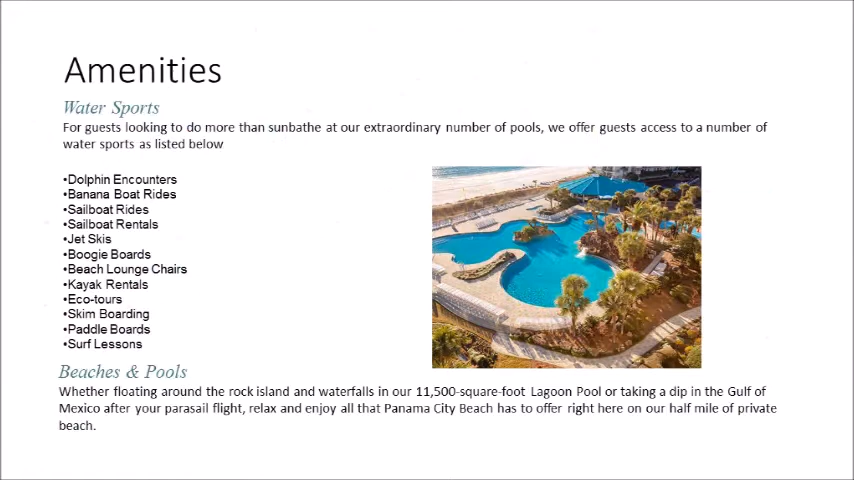 Amenities
Water Sports
For guests looking to do more than sunbathe at our extraordinary number of pools, we offer guests access to a number of
water sports as listed below
•Dolphin Encounters
•Banana Boat Rides
•Sailboat Rides
•Sailboat Rentals
•Jet Skis
•Boogie Boards
•Beach Lounge Chairs
•Kayak Rentals
•Eco-tours
•Skim Boarding
•Paddle Boards
•Surf Lessons
Beaches & Pools
Whether floating around the rock island and waterfalls in our 11,500-square-foot Lagoon Pool or taking a dip in the Gulf of
Mexico after your parasail flight, relax and enjoy all that Panama City Beach has to offer right here on our half mile of private
beach.